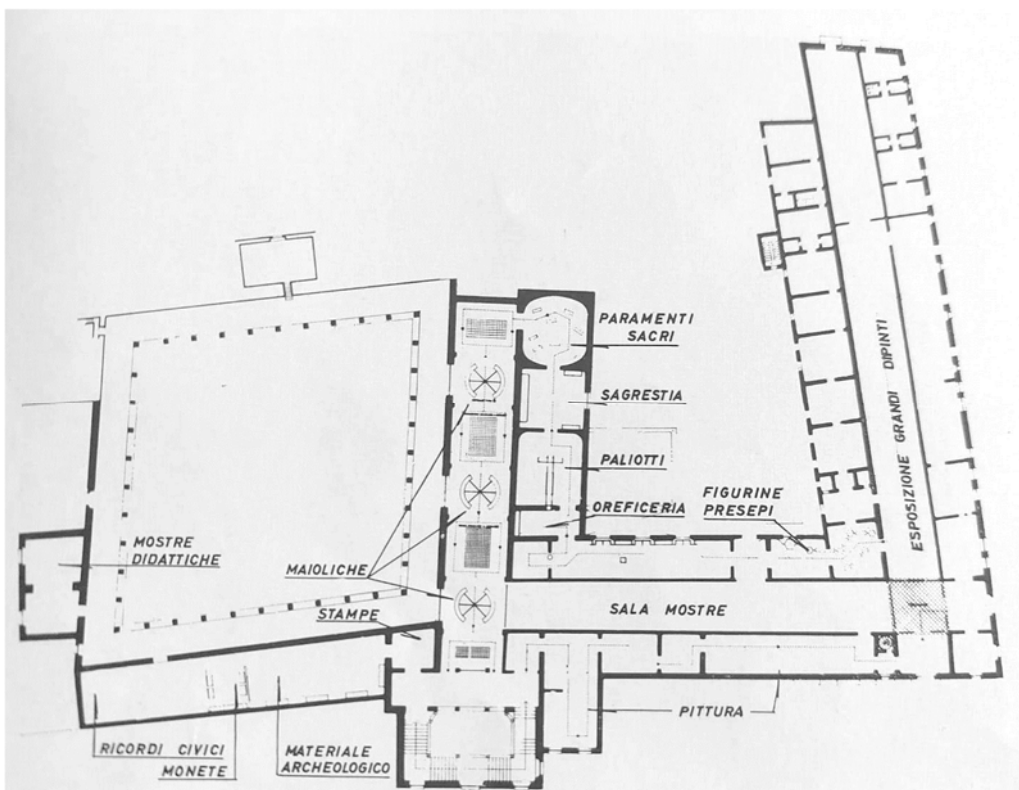 PARAMENTI
SACRI
SAGRESTIA
PALIOTTI
OREFICERIA
FIGURINE
PRESEPI
ESPOSIZIONE GRANDI DIPINTI
MOSTRE
DIDATTICHE
MAIOLICHE
STAMPE
SALA MOSTRE
PITTURA
RICORDI CIVICI
MONETE
MATERIALE
ARCHEOLOGICO